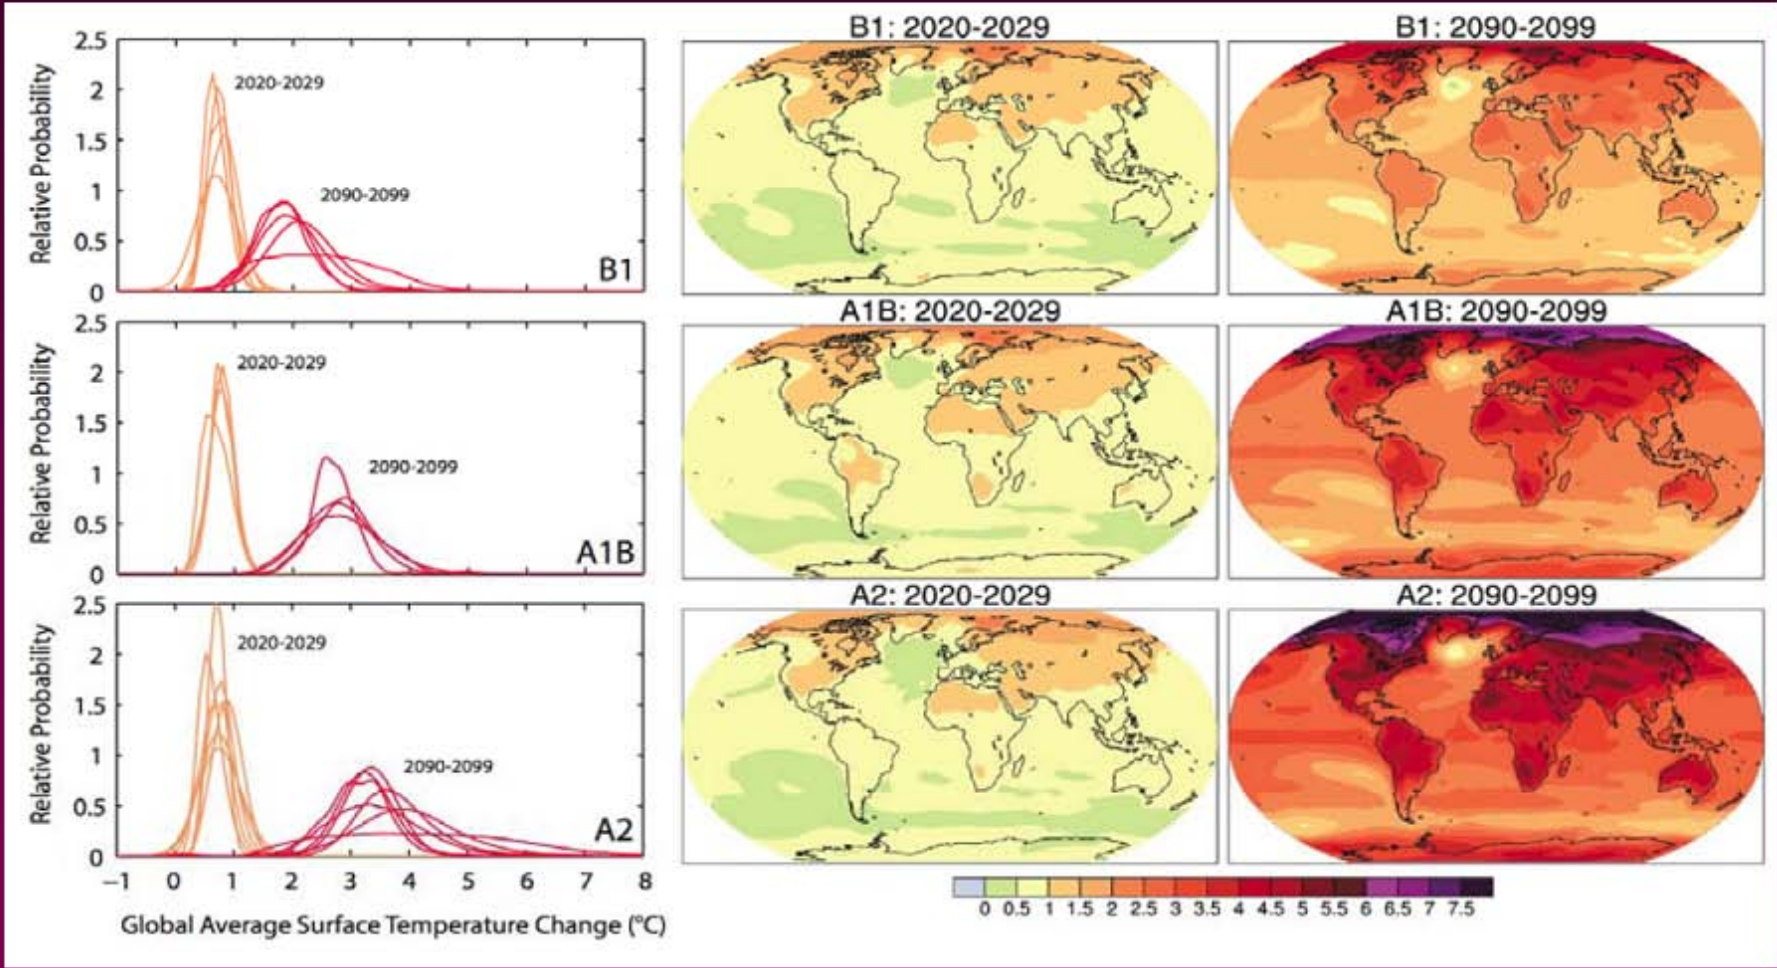 2.5
2
1.5
1
0.5
0
Relative Probability
2020-2029
2090-2099
B1
B1: 2020-2029
B1: 2090-2099
2.5
2
1.5
1
0.5
0
Relative Probability
2020-2029
2090-2099
A1B
A1B: 2020-2029
A1B: 2090-2099
2.5
2
1.5
1
0.5
0
Relative Probability
2020-2029
2090-2099
A2
A2: 2020-2029
A2: 2090-2099
−1 0 1 2 3 4 5 6 7 8
Global Average Surface Temperature Change (°C)
0 0.5 1 1.5 2 2.5 3 3.5 4 4.5 5 5.5 6 6.5 7 7.5